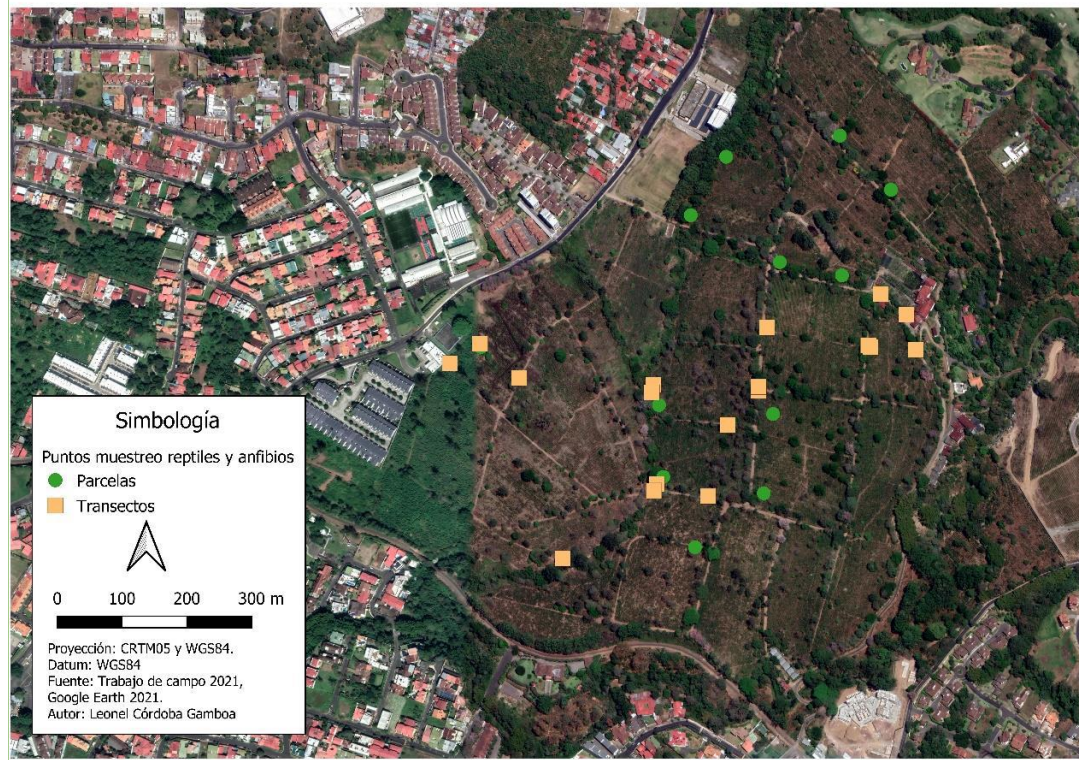 Simbología
Puntos muestreo reptiles y anfibios
Parcelas
Transectos
0 100 200 300 m
Proyección: CRTM05 y WGS84.
Datum: WGS84
Fuente: Trabajo de campo 2021,
Google Earth 2021.
Autor: Leonel Córdoba Gamboa